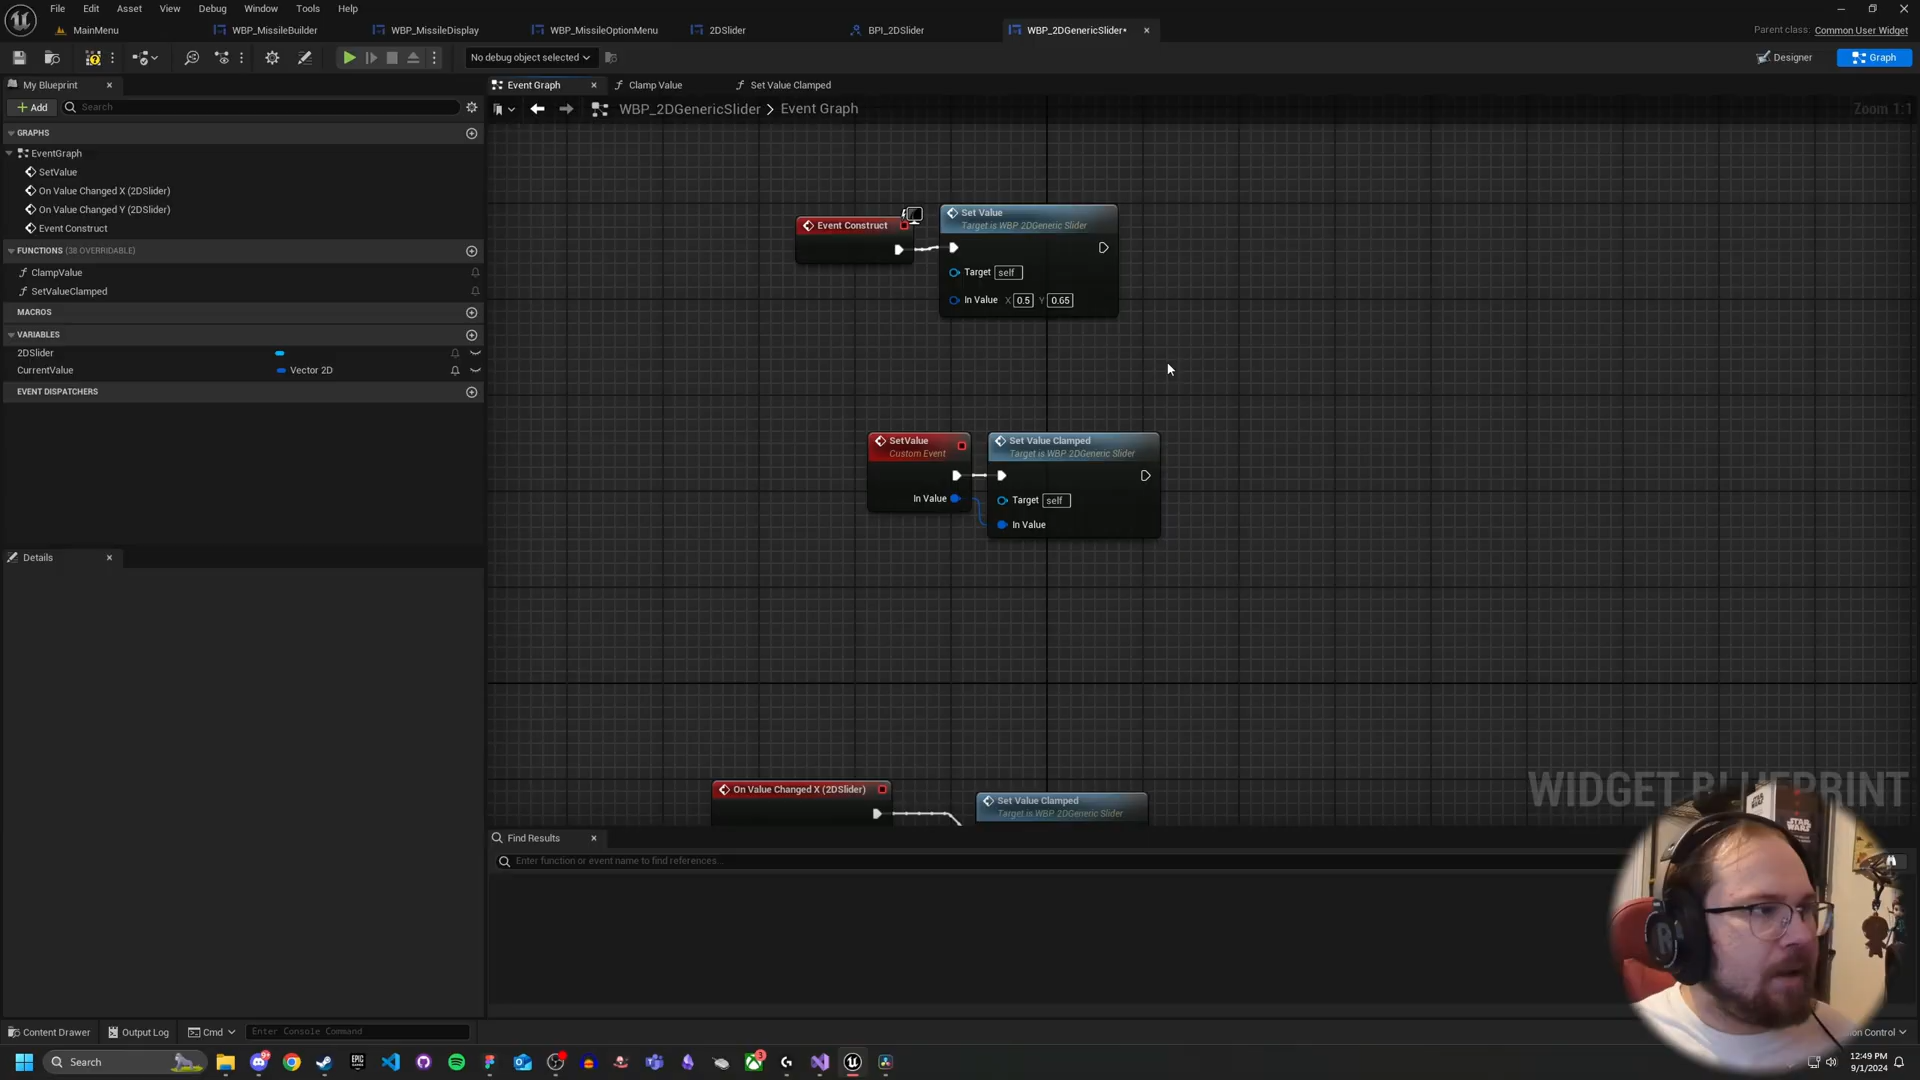 File Edit Asset View Debug Window Tools Help
MainMenu WBP_MissileBuilder WBP_MissileDisplay WBP_MissileOptionMenu 2DSlider BPI_2DSlider WBP_2DGenericSlider• Parent class: Common User Widget
No debug object selected Designer Graph
My Blueprint Event Graph Clamp Value Set Value Clamped
+ Add Search WBP_2DGenericSlider > Event Graph Zoom 1:1
GRAPHS
EventGraph
SetValue
On Value Changed X (2DSlider)
On Value Changed Y (2DSlider)
Event Construct
FUNCTIONS (38 OVERRIDABLE)
ClampValue
SetValueClamped
MACROS
VARIABLES
2DSlider
CurrentValue Vector 2D
EVENT DISPATCHERS
Details
Event Construct
Set Value
Target is WBP 2DGeneric Slider
Target self
In Value X 0.5 Y 0.65
SetValue
Custom Event
In Value
Set Value Clamped
Target is WBP 2DGeneric Slider
Target self
In Value
On Value Changed X (2DSlider)
Set Value Clamped
Target is WBP 2DGeneric Slider
WIDGET BLUEPRINT
STAR WARS
Find Results
Enter function or event name to find references...
Content Drawer Output Log Cmd Enter Console Command on Control
Search
12:49 PM
9/1/2024